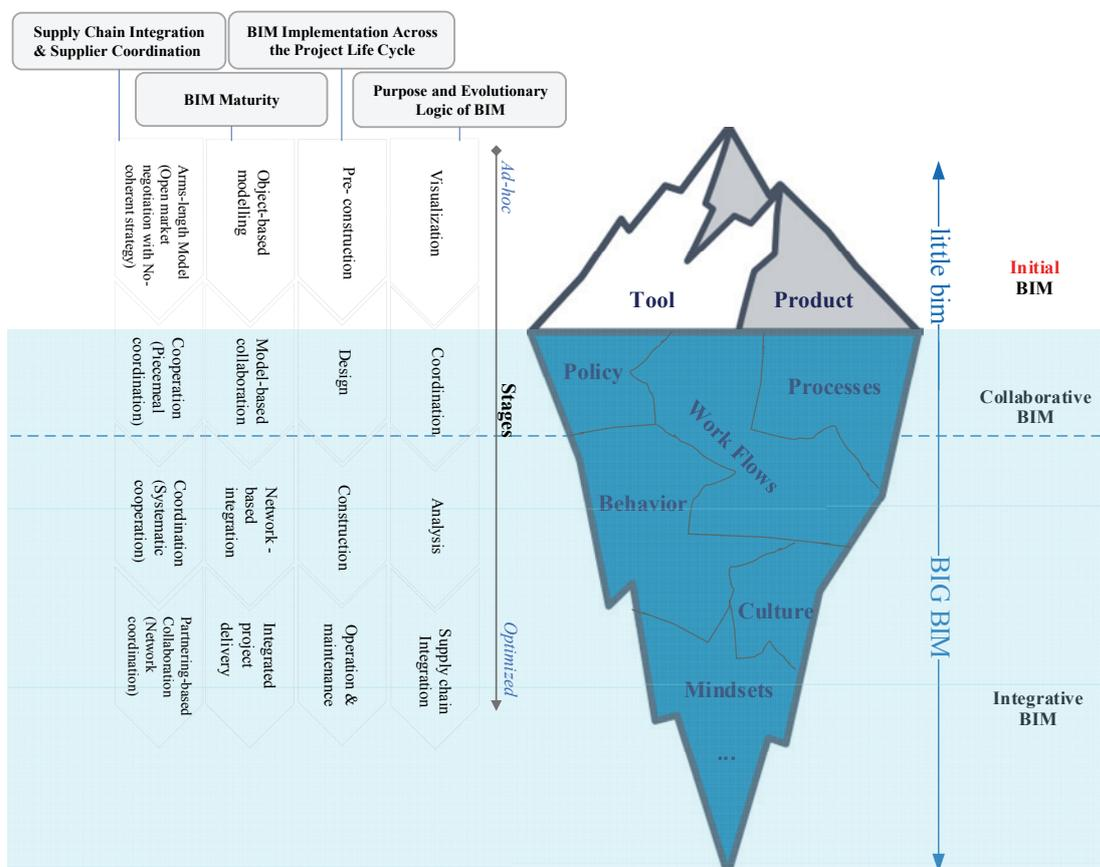 Supply Chain Integration
& Supplier Coordination
BIM Implementation Across
the Project Life Cycle
BIM Maturity
Purpose and Evolutionary
Logic of BIM
Arms-length Model
(Open market
negotiation with No-
coherent strategy)
Object-based
modelling
Pre- construction
Visualization
Cooperation
(Piecemeal
coordination)
Model-based
collaboration
Design
Coordination
Coordination
(Systematic
cooperation)
Network -
based
integration
Construction
Analysis
Partnering-based
Collaboration
(Network
coordination)
Integrated
project
delivery
Operation &
maintenance
Supply chain
Integration
Ad-hoc
Stages
Optimized
Tool
Product
Policy
Processes
Work Flows
Behavior
Culture
Mindsets
...
little bim
BIG BIM
Initial
BIM
Collaborative
BIM
Integrative
BIM